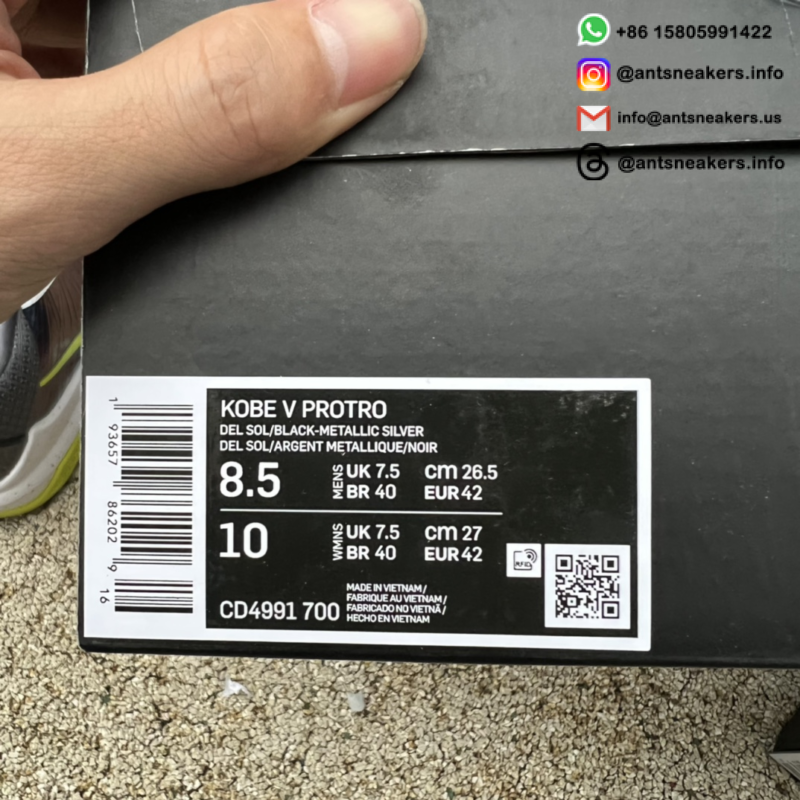 +86 15805991422
@antsneakers.info
info@antsneakers.us
@antsneakers.info
KOBE V PROTRO
DEL SOL/BLACK-METALLIC SILVER
DEL SOL/ARGENT METALLIQUE/NOIR
8.5 MENS UK 7.5 cm 26.5
BR 40 EUR 42
10 WMNS UK 7.5 cm 27
BR 40 EUR 42
RFID
CD4991 700
MADE IN VIETNAM/
FABRIQUE AU VIETNAM/
FABRICADO NO VIETNÃ/
HECHO EN VIETNAM
1 93657 86202 9 16